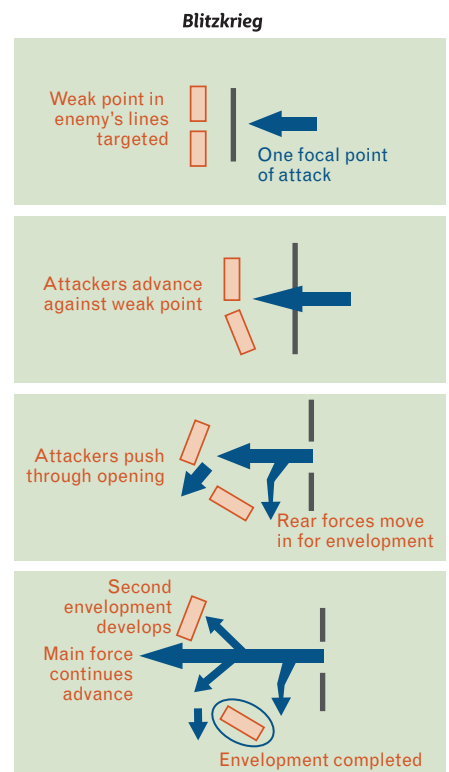 Blitzkrieg
Weak point in
enemy's lines
targeted
One focal point
of attack
Attackers advance
against weak point
Attackers push
through opening
Rear forces move
in for envelopment
Second
envelopment
develops
Main force
continues
advance
Envelopment completed